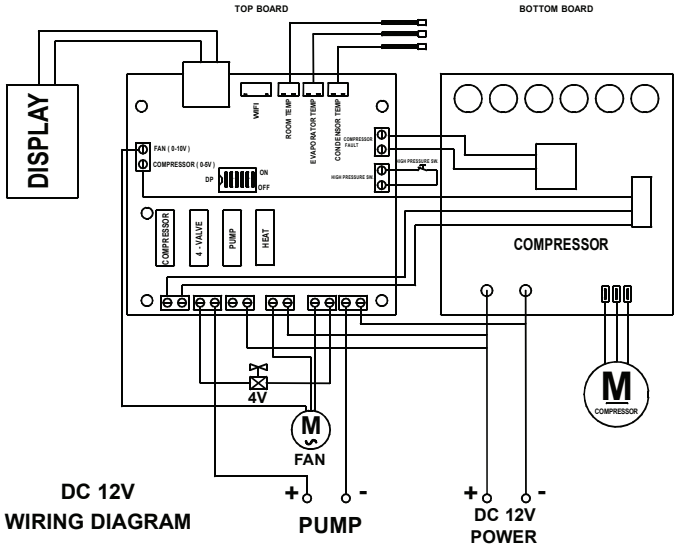 TOP BOARD
BOTTOM BOARD
DISPLAY
WIFI
ROOM TEMP
EVAPORATOR TEMP
CONDENSOR TEMP
FAN ( 0-10V )
COMPRESSOR ( 0-5V )
COMPRESSOR
FAULT
HIGH PRESSURE SW.
HIGH PRESSURE SW.
DP
ON
OFF
COMPRESSOR
4 - VALVE
PUMP
HEAT
COMPRESSOR
4V
M
FAN
M
COMPRESSOR
+
-
PUMP
+
-
DC 12V
POWER
DC 12V
WIRING DIAGRAM